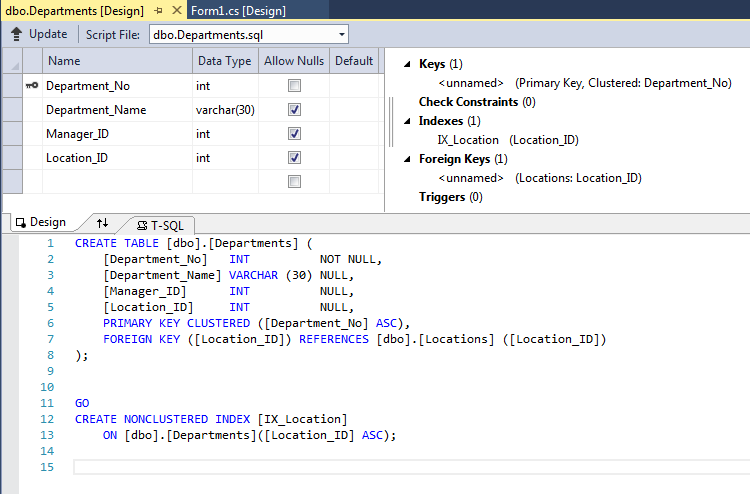 dbo.Departments [Design] Form1.cs [Design]
Update Script File: dbo.Departments.sql
Name Data Type Allow Nulls Default
Department_No int
Department_Name varchar(30)
Manager_ID int
Location_ID int
Keys (1)
<unnamed> (Primary Key, Clustered: Department_No)
Check Constraints (0)
Indexes (1)
IX_Location (Location_ID)
Foreign Keys (1)
<unnamed> (Locations: Location_ID)
Triggers (0)
Design T-SQL
1 CREATE TABLE [dbo].[Departments] (
2 [Department_No] INT NOT NULL,
3 [Department_Name] VARCHAR (30) NULL,
4 [Manager_ID] INT NULL,
5 [Location_ID] INT NULL,
6 PRIMARY KEY CLUSTERED ([Department_No] ASC),
7 FOREIGN KEY ([Location_ID]) REFERENCES [dbo].[Locations] ([Location_ID])
8 );
9
10
11 GO
12 CREATE NONCLUSTERED INDEX [IX_Location]
13 ON [dbo].[Departments]([Location_ID] ASC);
14
15